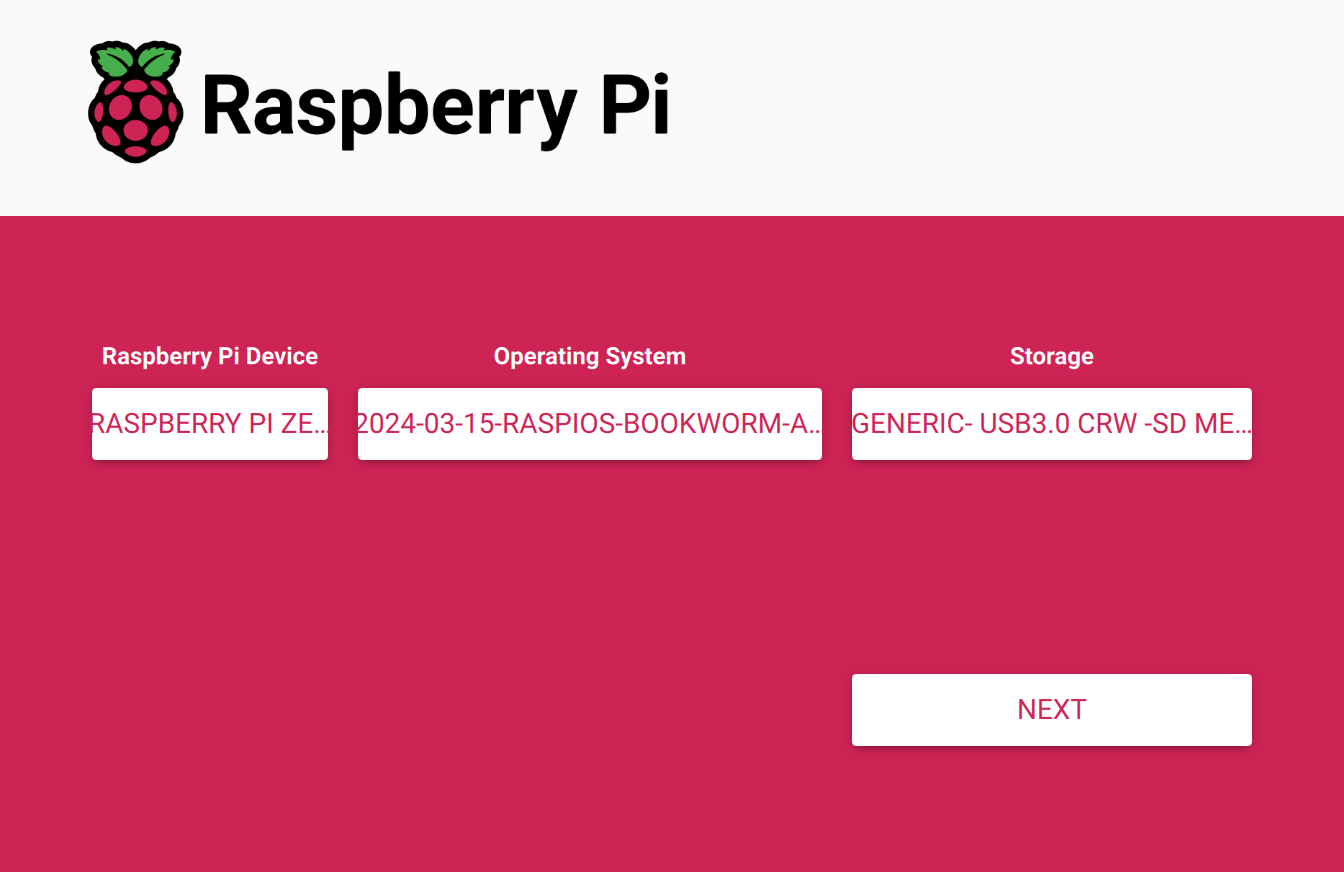 Raspberry Pi
Raspberry Pi Device
Operating System
Storage
RASPBERRY PI ZE...
2024-03-15-RASPIOS-BOOKWORM-A...
GENERIC- USB3.0 CRW -SD ME...
NEXT